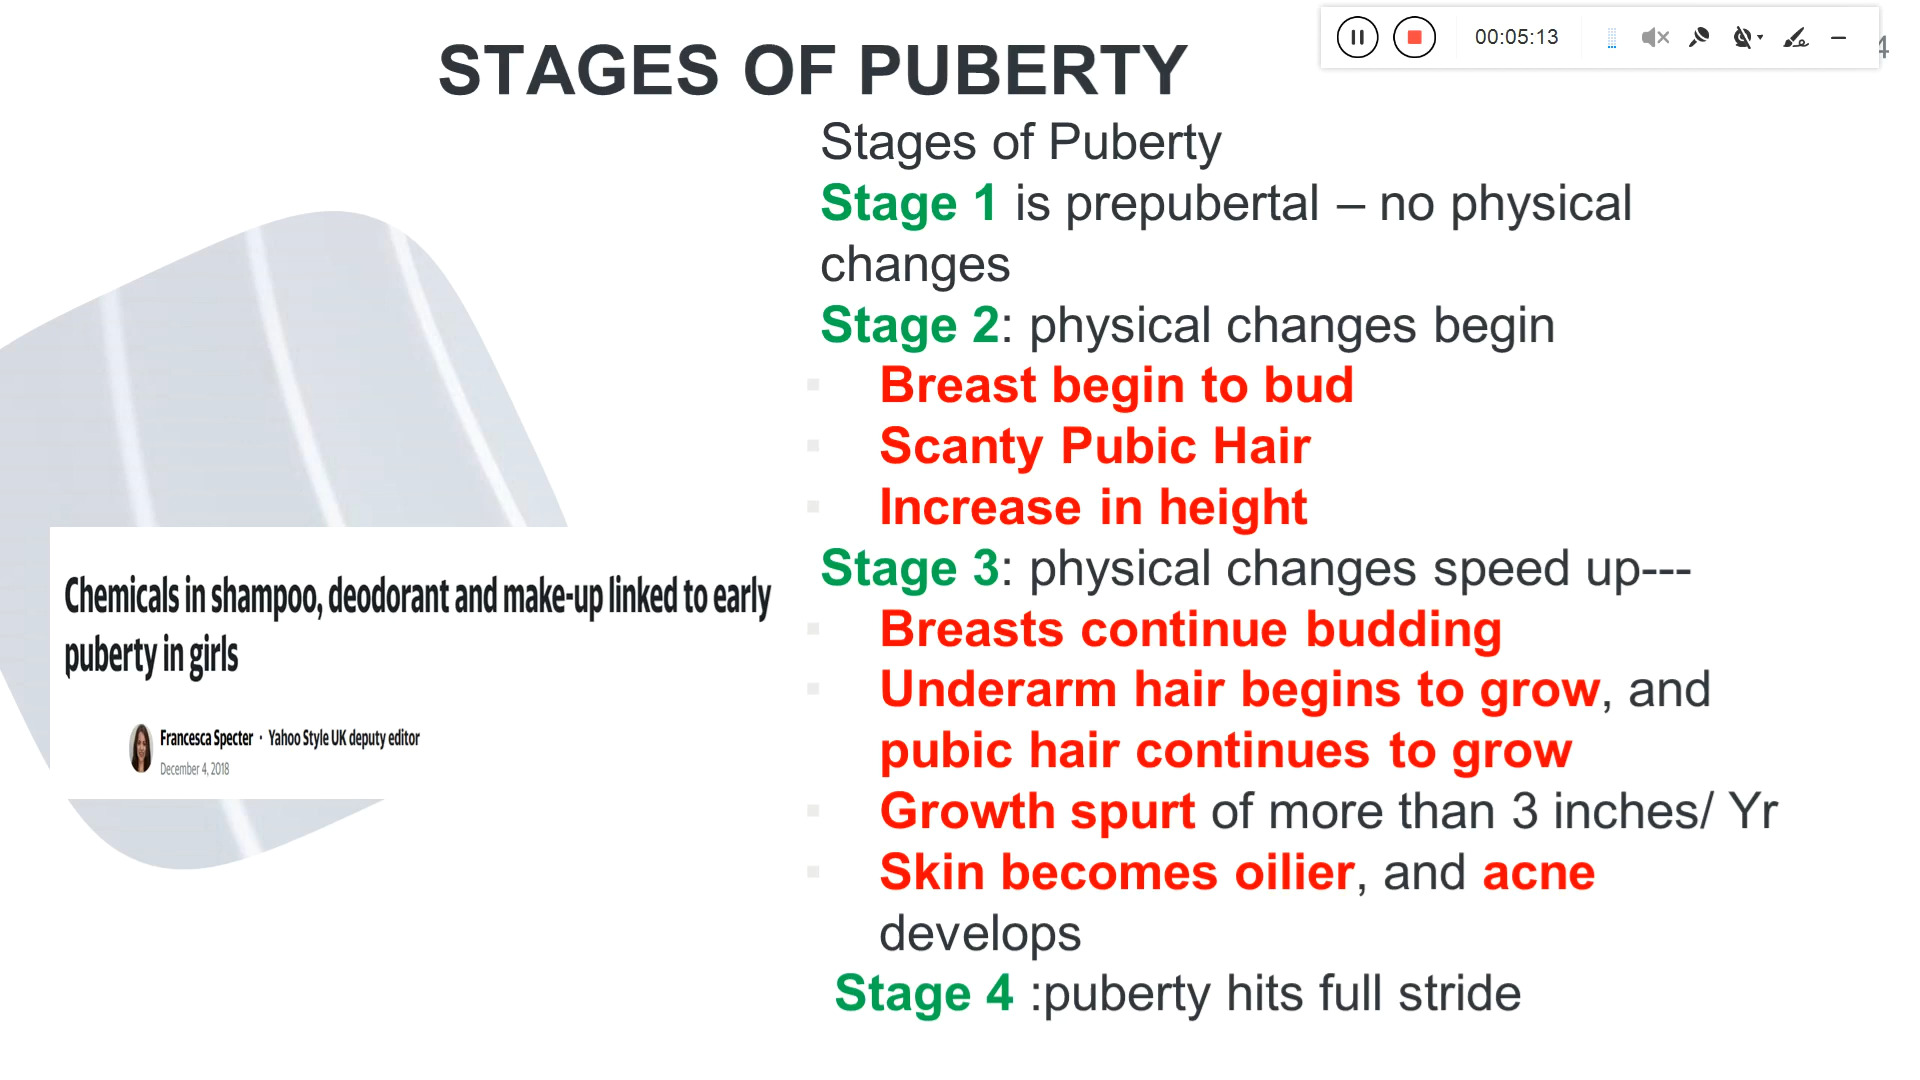 STAGES OF PUBERTY
00:05:13
4
Stages of Puberty
Stage 1 is prepubertal – no physical
changes
Stage 2: physical changes begin
Breast begin to bud
Scanty Pubic Hair
Increase in height
Stage 3: physical changes speed up---
Breasts continue budding
Underarm hair begins to grow, and
pubic hair continues to grow
Growth spurt of more than 3 inches/ Yr
Skin becomes oilier, and acne
develops
Stage 4 :puberty hits full stride
Chemicals in shampoo, deodorant and make-up linked to early
puberty in girls
Francesca Specter · Yahoo Style UK deputy editor
December 4, 2018